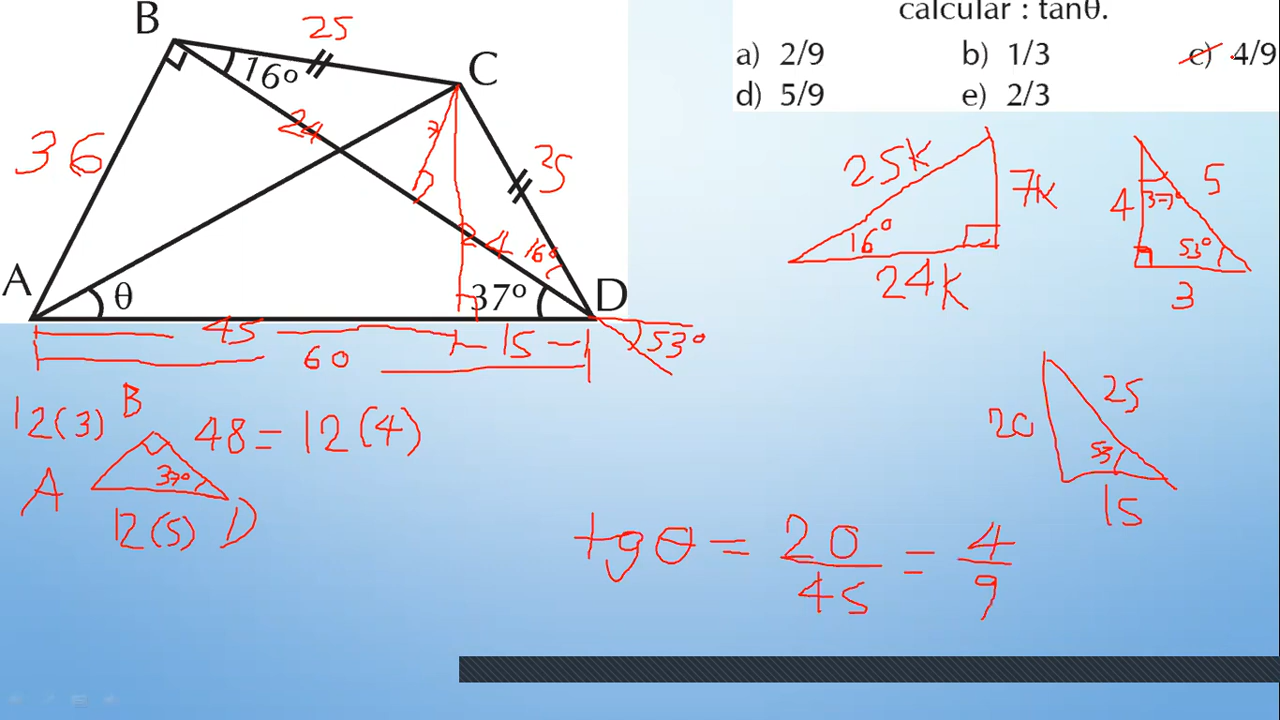 calcular : tanθ.
a) 2/9 b) 1/3 c) 4/9
d) 5/9 e) 2/3
B
25
16°
C
36
24
7
25
24
16°
A
θ
37°
D
45
15
53°
60
25k
7k
16°
24k
4
37°
5
53°
3
12(3)
B
48 = 12(4)
A
37°
12(5)
D
20
25
53
15
tgθ = 20/45 = 4/9